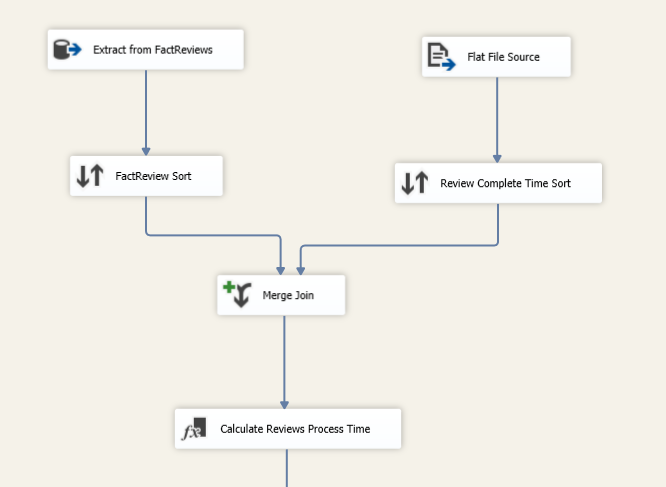 Extract from FactReviews
Flat File Source
FactReview Sort
Review Complete Time Sort
Merge Join
Calculate Reviews Process Time